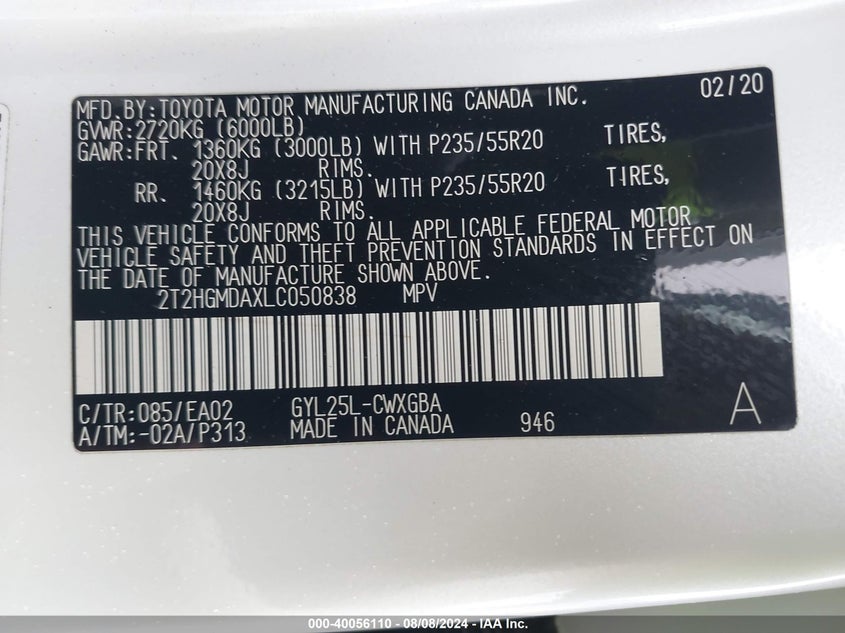 MFD.BY:TOYOTA MOTOR MANUFACTURING CANADA INC. 02/20
GVWR:2720KG (6000LB)
GAWR:FRT. 1360KG (3000LB) WITH P235/55R20 TIRES,
20X8J RIMS.
RR. 1460KG (3215LB) WITH P235/55R20 TIRES,
20X8J RIMS.
THIS VEHICLE CONFORMS TO ALL APPLICABLE FEDERAL MOTOR
VEHICLE SAFETY AND THEFT PREVENTION STANDARDS IN EFFECT ON
THE DATE OF MANUFACTURE SHOWN ABOVE.
2T2HGMDAXLC050838 MPV
C/TR:085/EA02 GYL25L-CWXGBA
A/TM:-02A/P313 MADE IN CANADA 946 A
000-40056110 - 08/08/2024 - IAA Inc.